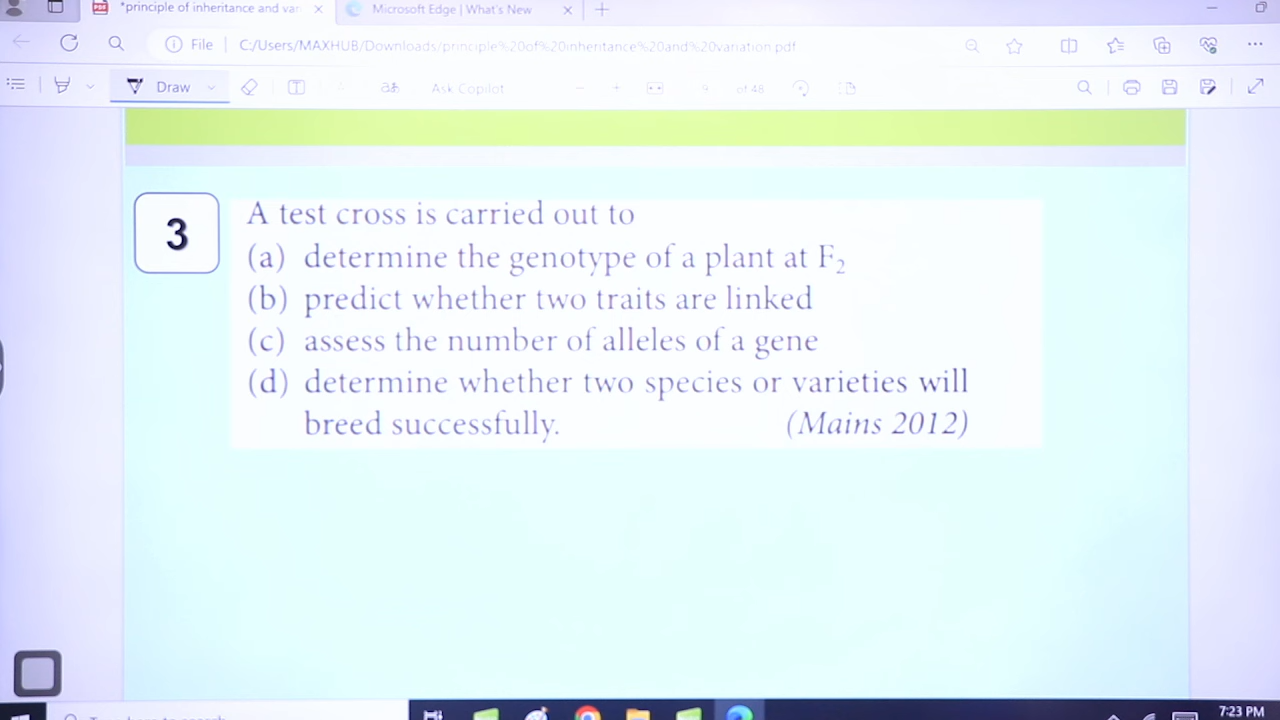 *principle of inheritance and var
Microsoft Edge | What's New
File
C:/Users/MAXHUB/Downloads/principle%20of%20inheritance%20and%20variation.pdf
Draw
Ask Copilot
9 of 48
3
A test cross is carried out to
(a) determine the genotype of a plant at F₂
(b) predict whether two traits are linked
(c) assess the number of alleles of a gene
(d) determine whether two species or varieties will
breed successfully. (Mains 2012)
7:23 PM